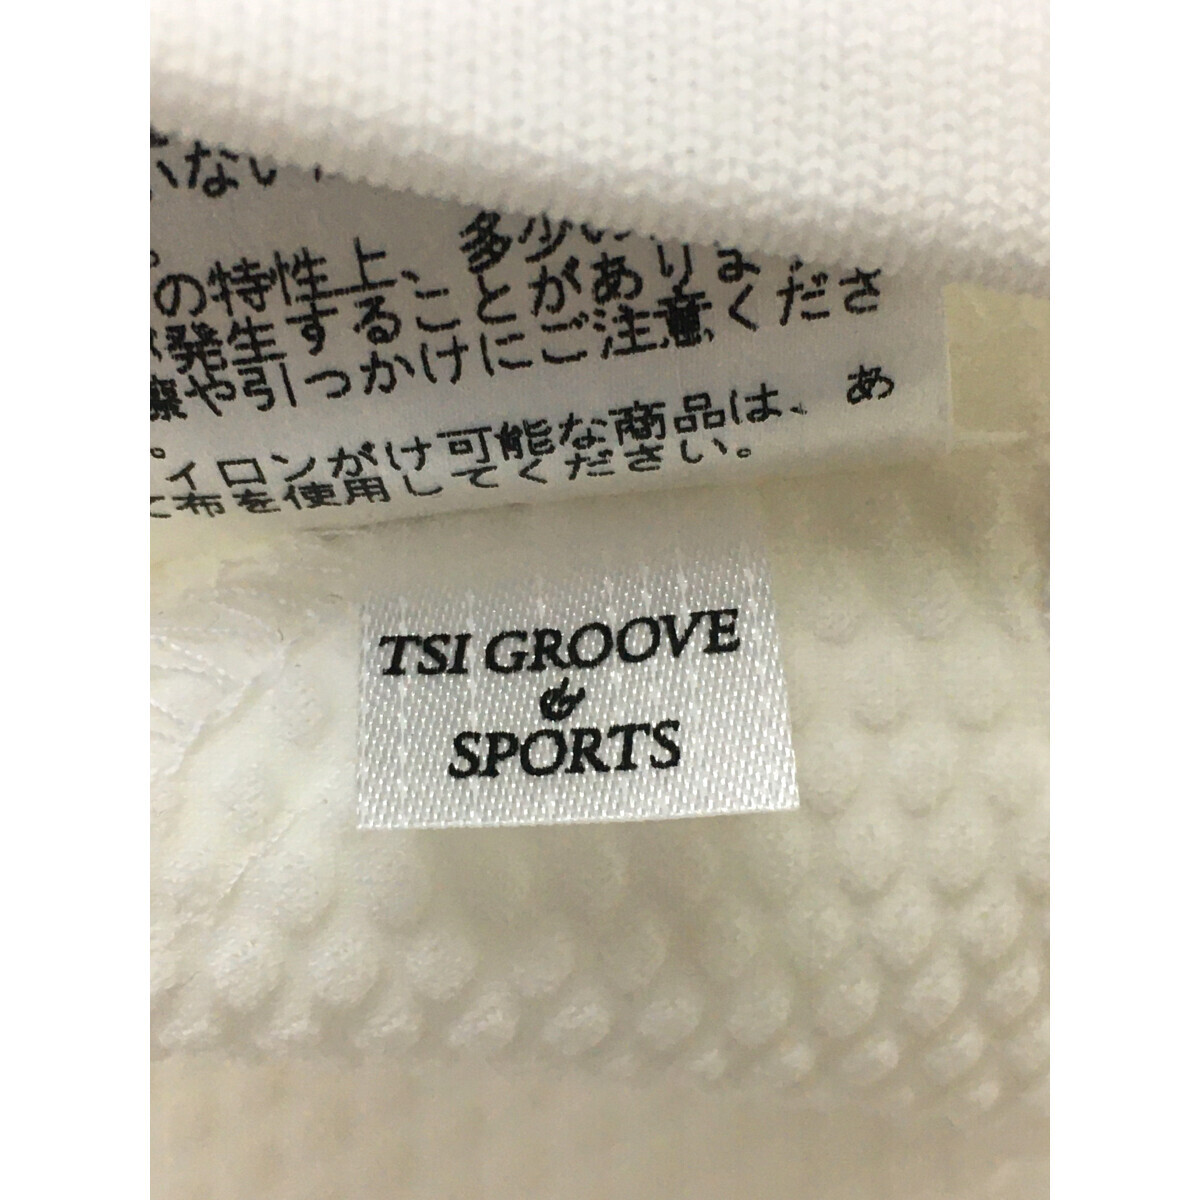 ない
多少
の特性上、
発生することがありま
擦や引っかけにご注意くださ
イロンがけ可能な商品は、あ
て布を使用してください。
TSI GROOVE
&
SPORTS